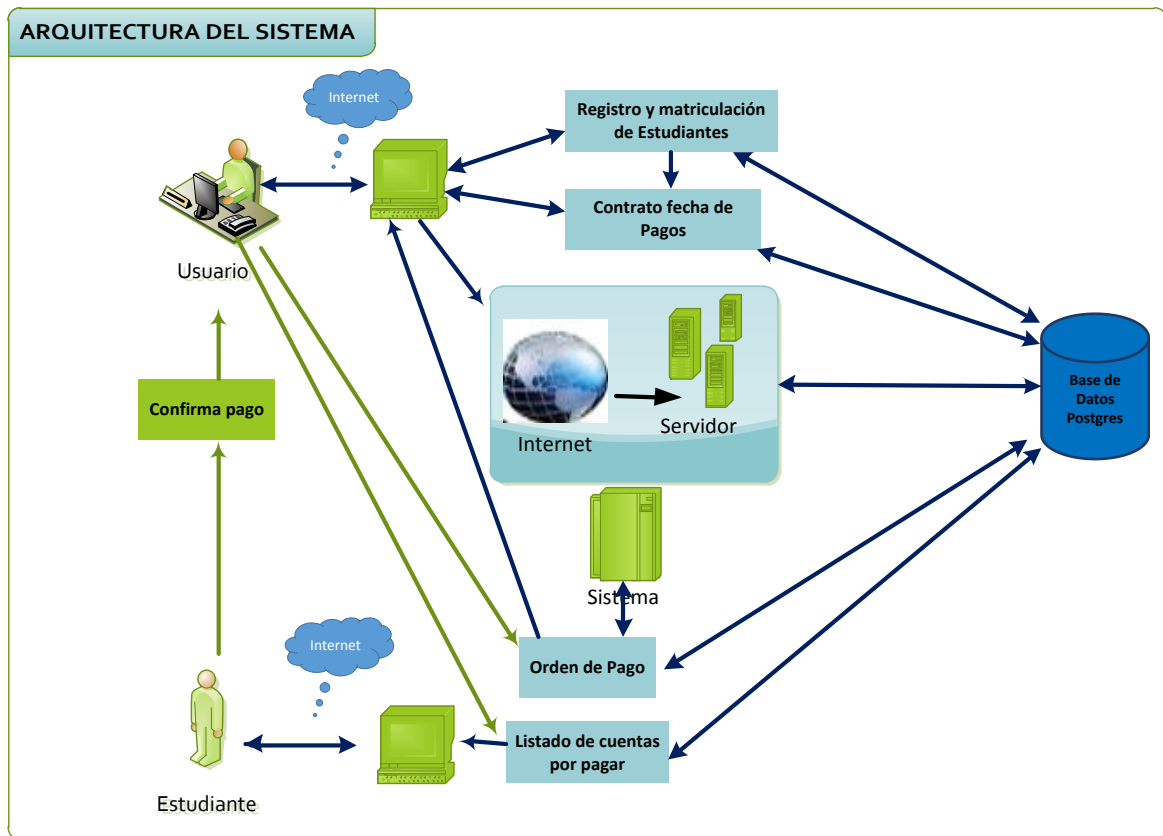 ARQUITECTURA DEL SISTEMA
Internet
Registro y matriculación
de Estudiantes
Contrato fecha de
Pagos
Usuario
Confirma pago
Internet
Servidor
Base de
Datos
Postgres
Sistema
Internet
Orden de Pago
Listado de cuentas
por pagar
Estudiante